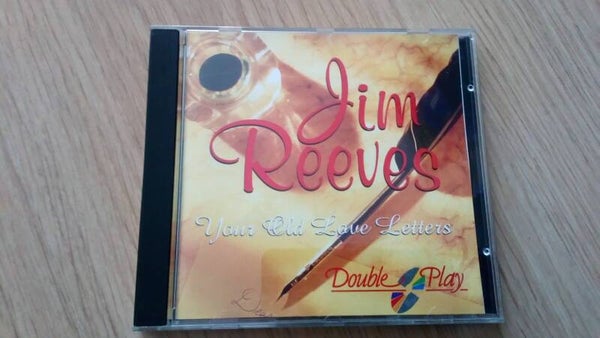 Jim
Reeves
Your Old Love Letters
Double Play